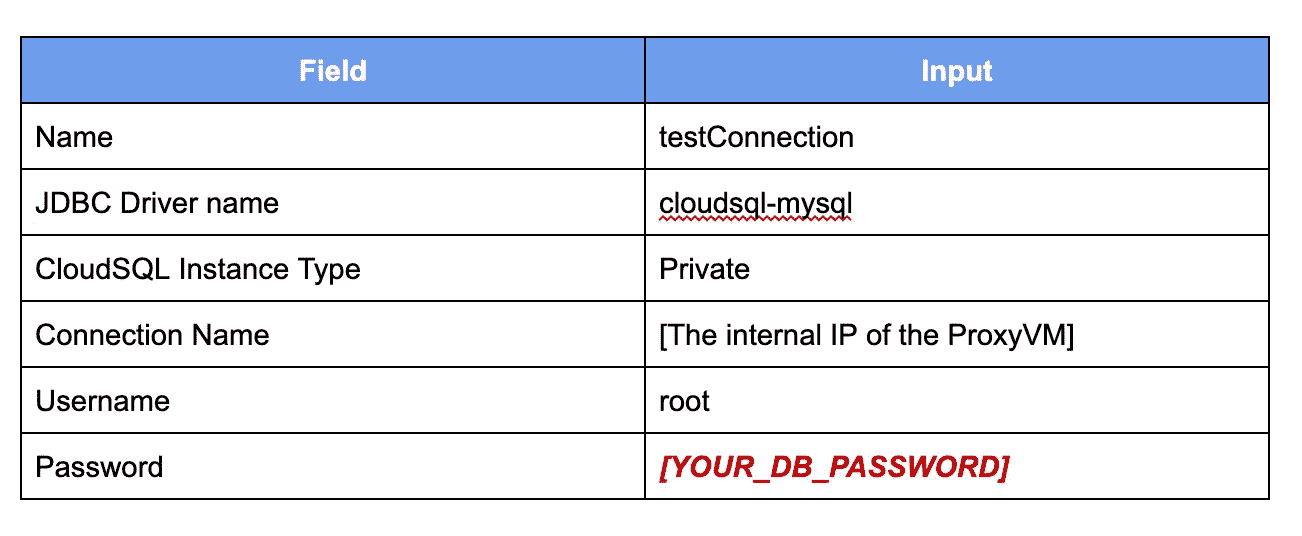 Field Input
Name testConnection
JDBC Driver name cloudsql-mysql
CloudSQL Instance Type Private
Connection Name [The internal IP of the ProxyVM]
Username root
Password [YOUR_DB_PASSWORD]